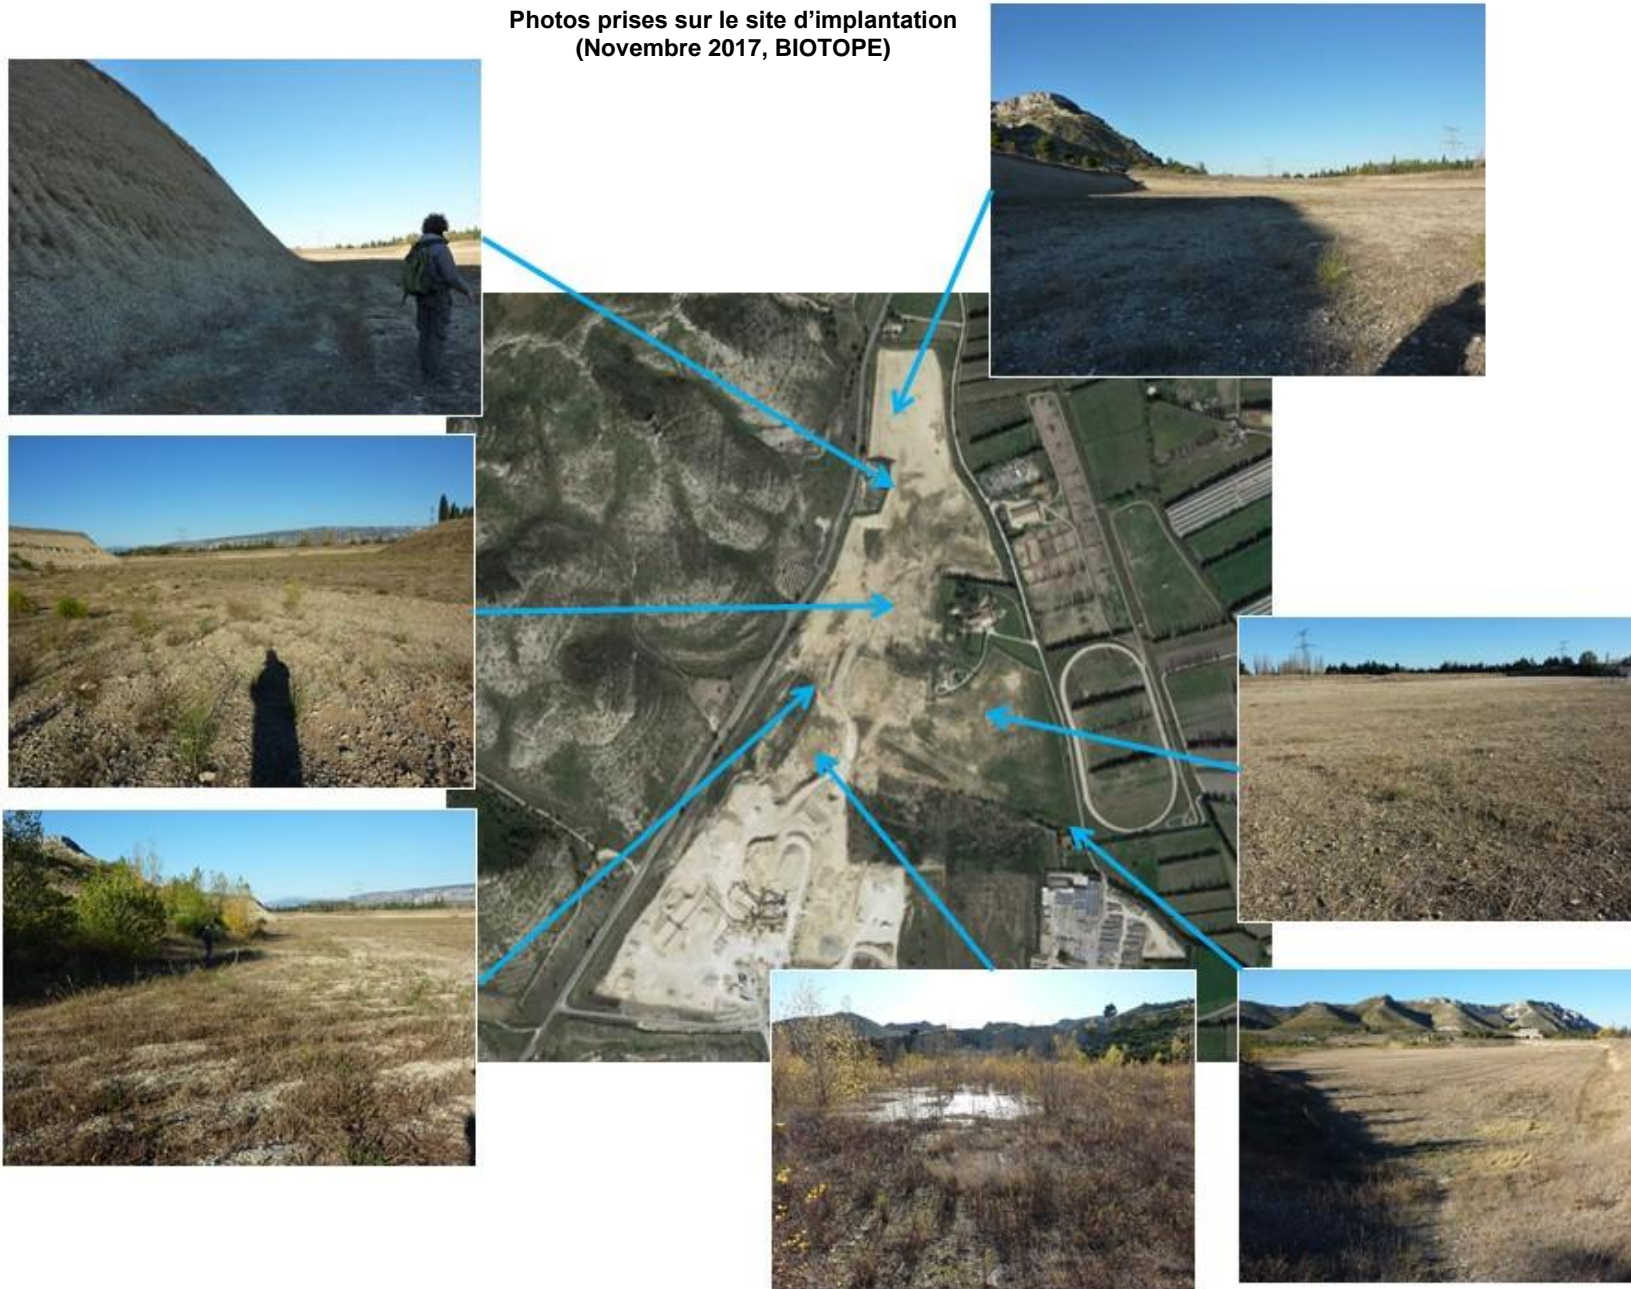 Photos prises sur le site d’implantation
(Novembre 2017, BIOTOPE)